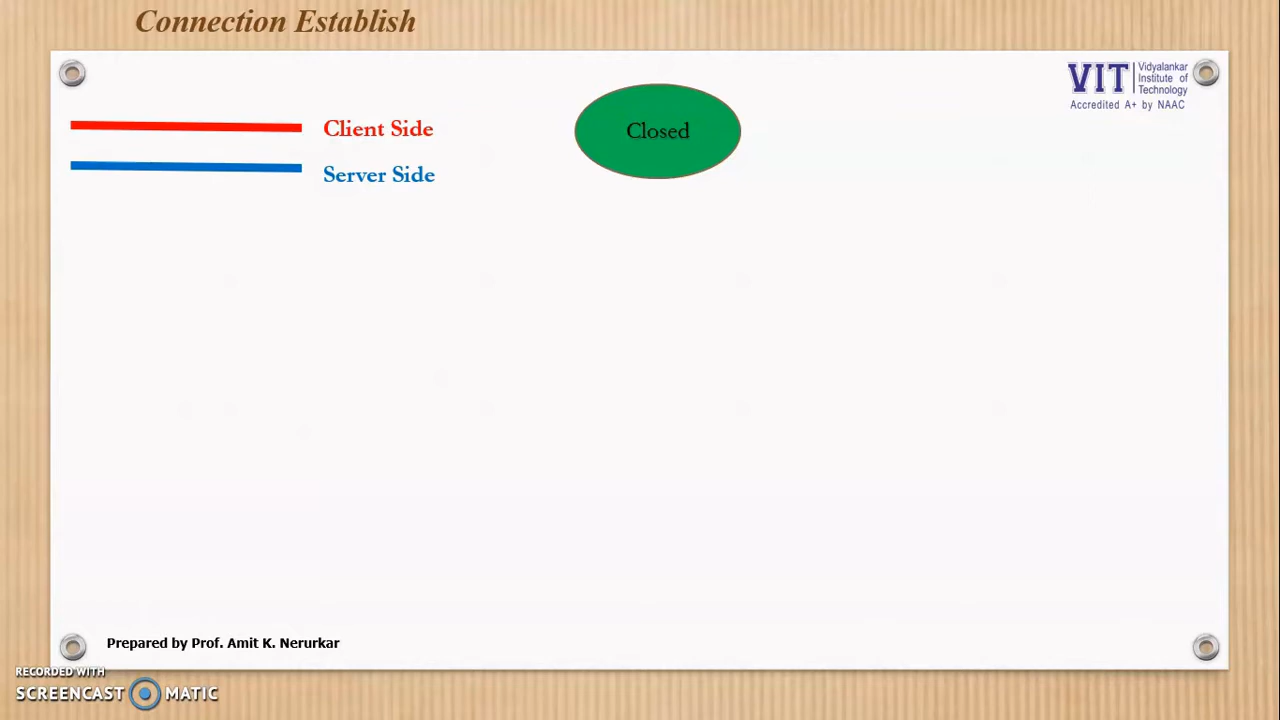 Connection Establish
VIT
Vidyalankar
Institute of
Technology
Accredited A+ by NAAC
Client Side
Closed
Server Side
Prepared by Prof. Amit K. Nerurkar
RECORDED WITH
SCREENCAST MATIC